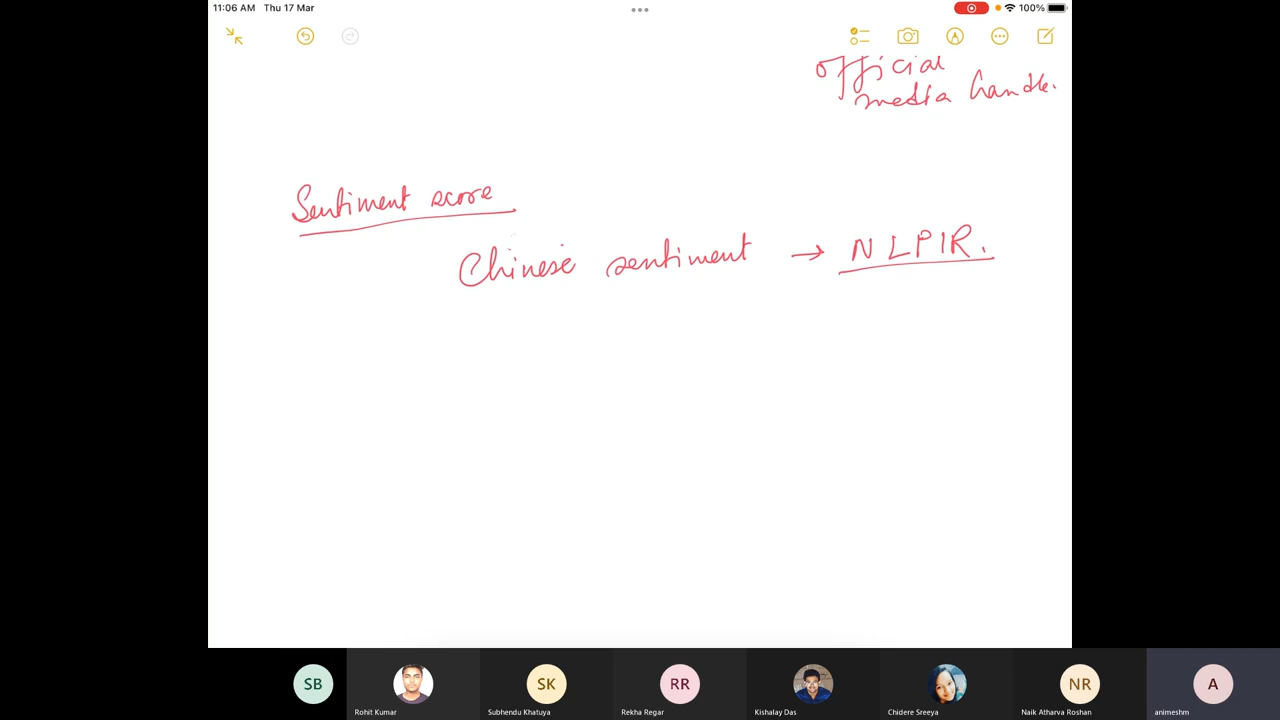 11:06 AM Thu 17 Mar
100%
official
media handle.
Sentiment score
Chinese sentiment → NLPIR.
SB
SK
RR
NR
A
Rohit Kumar
Subhendu Khatuya
Rekha Regar
Kishalay Das
Chidere Sreeya
Naik Atharva Roshan
animeshm